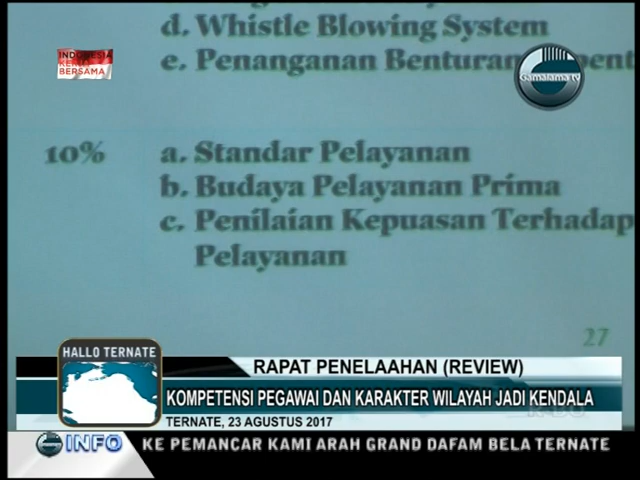 d. Whistle Blowing System
e. Penanganan Benturan
INDONESIA
KERJA
BERSAMA
Gamalama tv
10%
a. Standar Pelayanan
b. Budaya Pelayanan Prima
c. Penilaian Kepuasan Terhadap
Pelayanan
27
HALLO TERNATE
RAPAT PENELAAHAN (REVIEW)
KOMPETENSI PEGAWAI DAN KARAKTER WILAYAH JADI KENDALA
TERNATE, 23 AGUSTUS 2017
INFO
KE PEMANCAR KAMI ARAH GRAND DAFAM BELA TERNATE